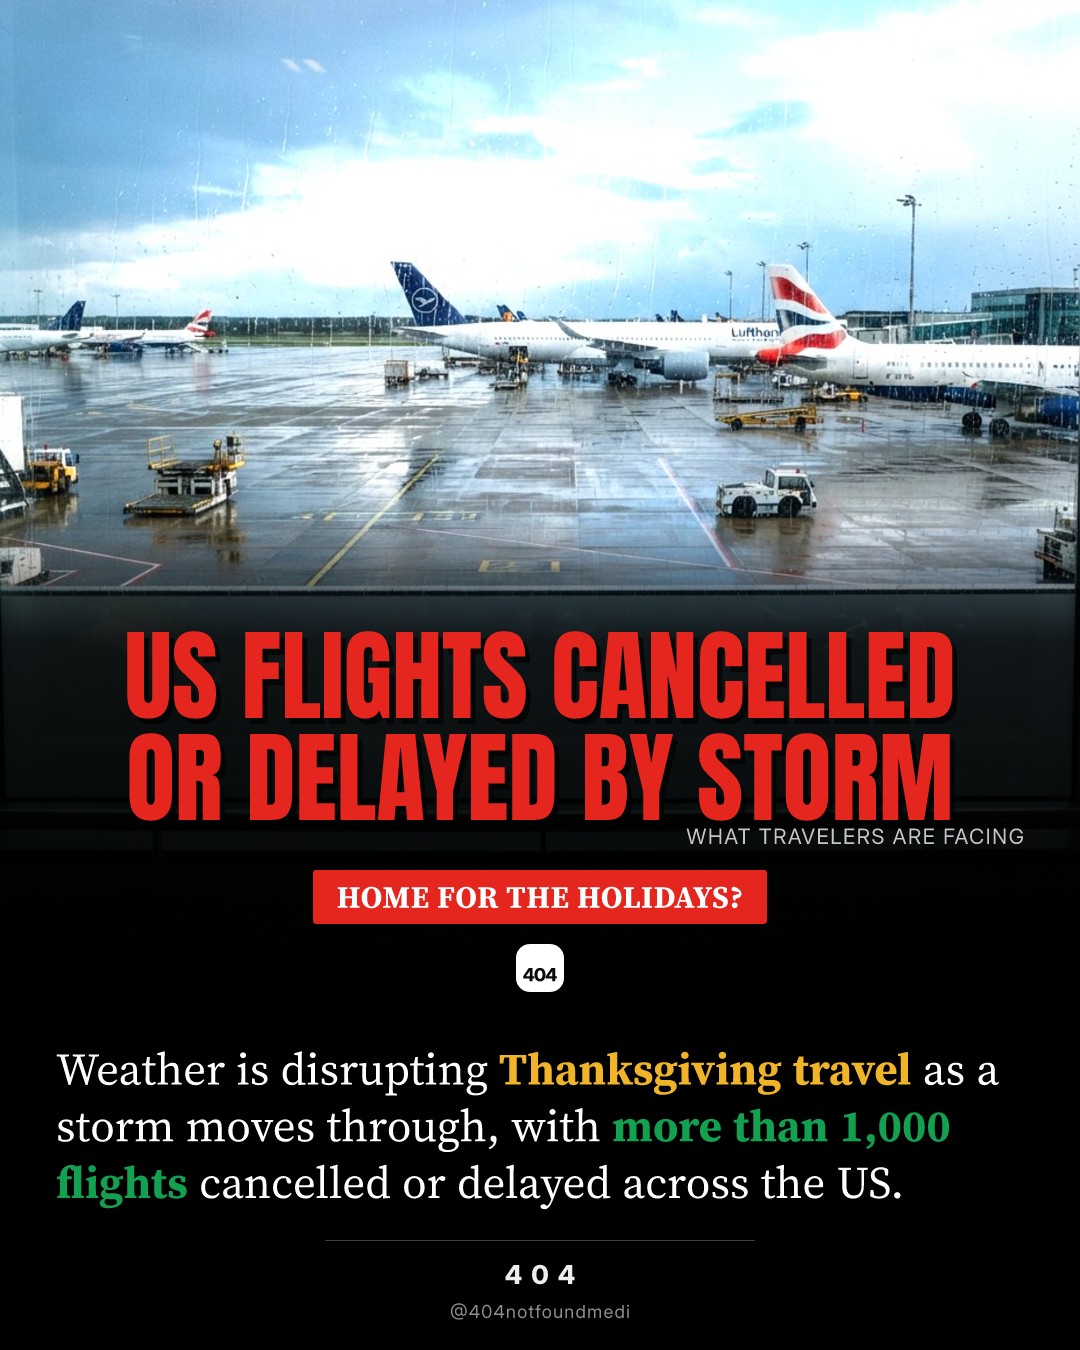 Lufthan
US FLIGHTS CANCELLED
OR DELAYED BY STORM
WHAT TRAVELERS ARE FACING
HOME FOR THE HOLIDAYS?
404
Weather is disrupting Thanksgiving travel as a
storm moves through, with more than 1,000
flights cancelled or delayed across the US.
404
@404notfoundmedi